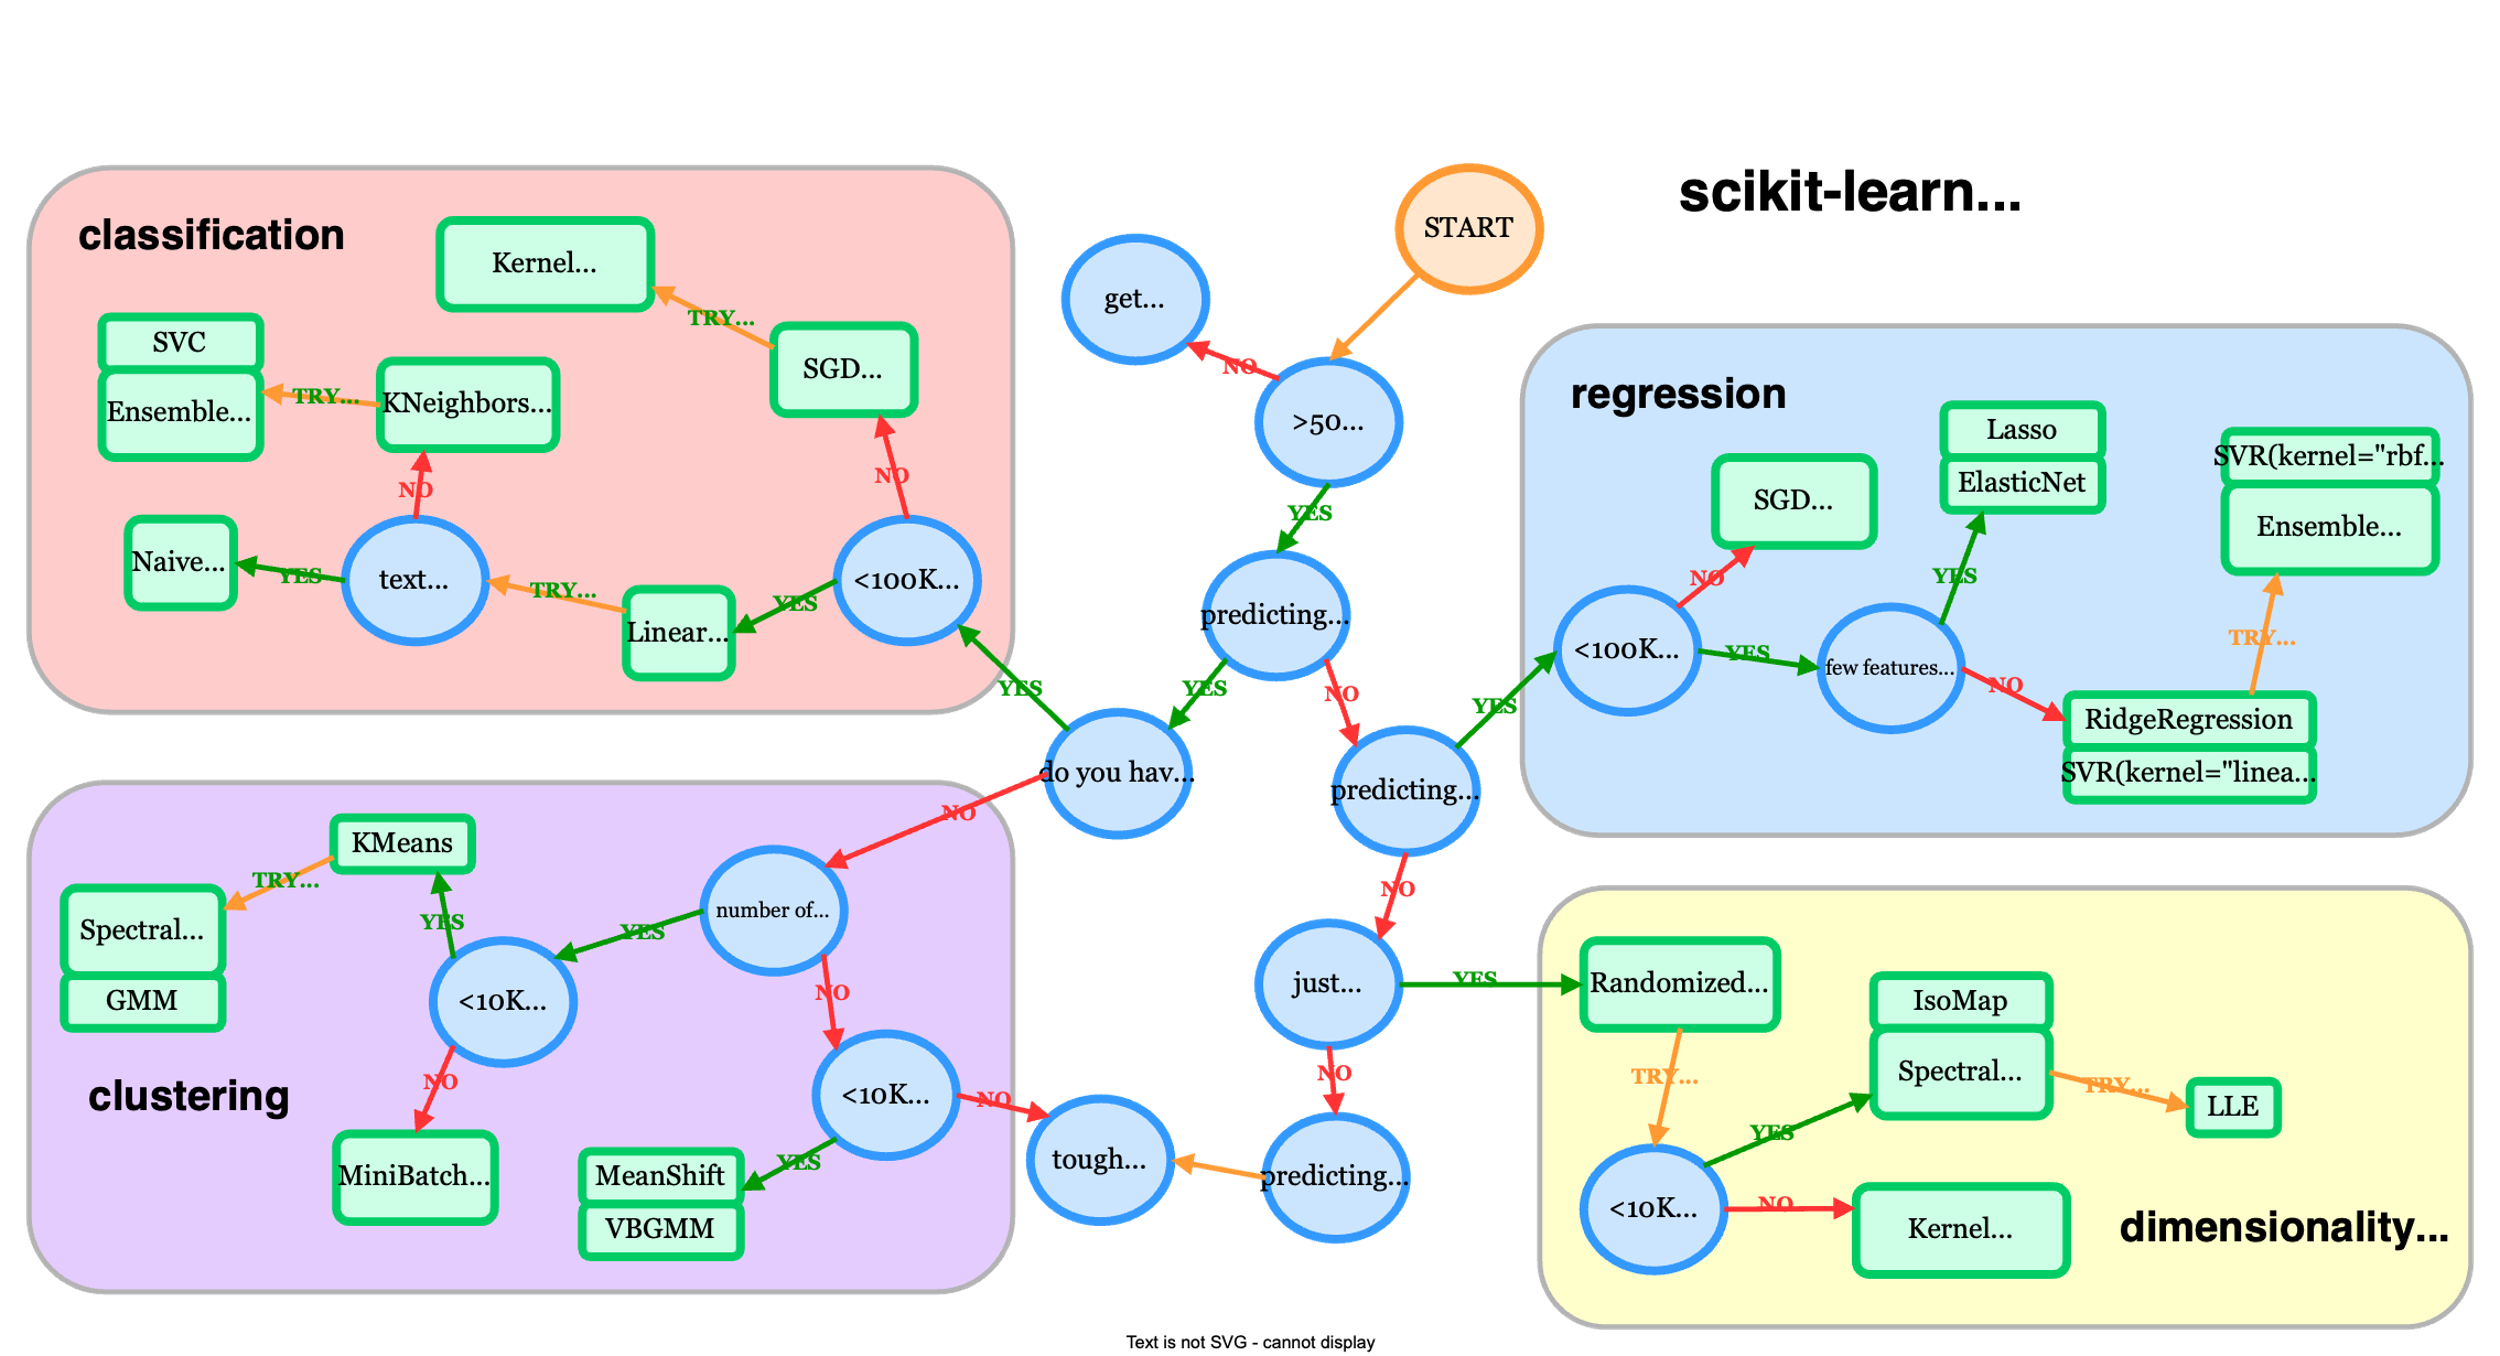 scikit-learn...
START
get...
NO
>50...
YES
predicting...
YES
NO
do you hav...
YES
NO
predicting...
YES
NO
just...
YES
NO
predicting...
tough...
classification
Kernel...
TRY...
SGD...
SVC
Ensemble...
TRY...
KNeighbors...
NO
NO
Naive...
YES
text...
TRY...
Linear...
YES
<100K...
regression
Lasso
ElasticNet
SVR(kernel="rbf...
Ensemble...
SGD...
NO
YES
TRY...
<100K...
YES
few features...
NO
RidgeRegression
SVR(kernel="linea...
clustering
KMeans
TRY...
Spectral...
GMM
YES
<10K...
YES
number of...
NO
NO
<10K...
NO
MiniBatch...
MeanShift
VBGMM
YES
dimensionality...
Randomized...
TRY...
IsoMap
Spectral...
TRY...
LLE
YES
<10K...
NO
Kernel...
Text is not SVG - cannot display